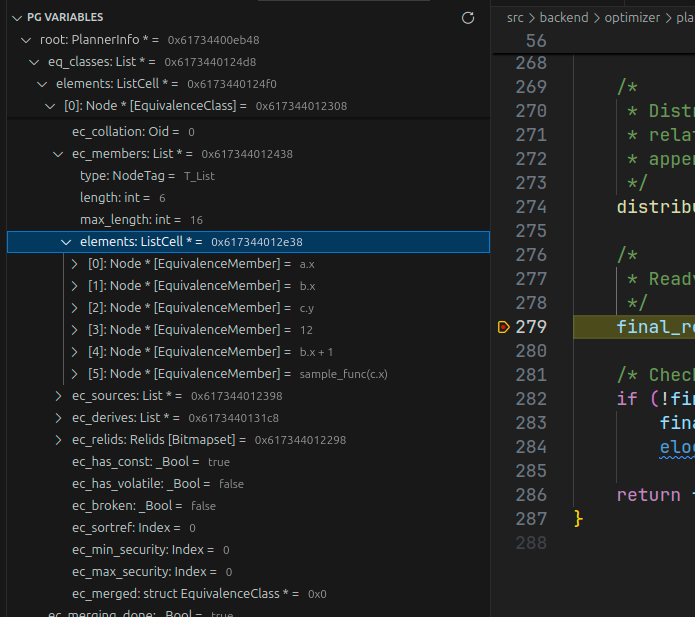 PG VARIABLES
root: PlannerInfo * = 0x61734400eb48
eq_classes: List * = 0x6173440124d8
elements: ListCell * = 0x6173440124f0
[0]: Node * [EquivalenceClass] = 0x617344012308
ec_collation: Oid = 0
ec_members: List * = 0x617344012438
type: NodeTag = T_List
length: int = 6
max_length: int = 16
elements: ListCell * = 0x617344012e38
[0]: Node * [EquivalenceMember] = a.x
[1]: Node * [EquivalenceMember] = b.x
[2]: Node * [EquivalenceMember] = c.y
[3]: Node * [EquivalenceMember] = 12
[4]: Node * [EquivalenceMember] = b.x + 1
[5]: Node * [EquivalenceMember] = sample_func(c.x)
ec_sources: List * = 0x617344012398
ec_derives: List * = 0x6173440131c8
ec_relids: Relids [Bitmapset] = 0x617344012298
ec_has_const: _Bool = true
ec_has_volatile: _Bool = false
ec_broken: _Bool = false
ec_sortref: Index = 0
ec_min_security: Index = 0
ec_max_security: Index = 0
ec_merged: struct EquivalenceClass * = 0x0
ec_merging_done: _Bool = true
src > backend > optimizer > pla
56
268
269 /*
270 * Distr
271 * relat
272 * apper
273 */
274 distribu
275
276 /*
277 * Ready
278 */
279 final_re
280
281 /* Check
282 if (!fin
283 fina
284 elog
285
286 return
287 }
288